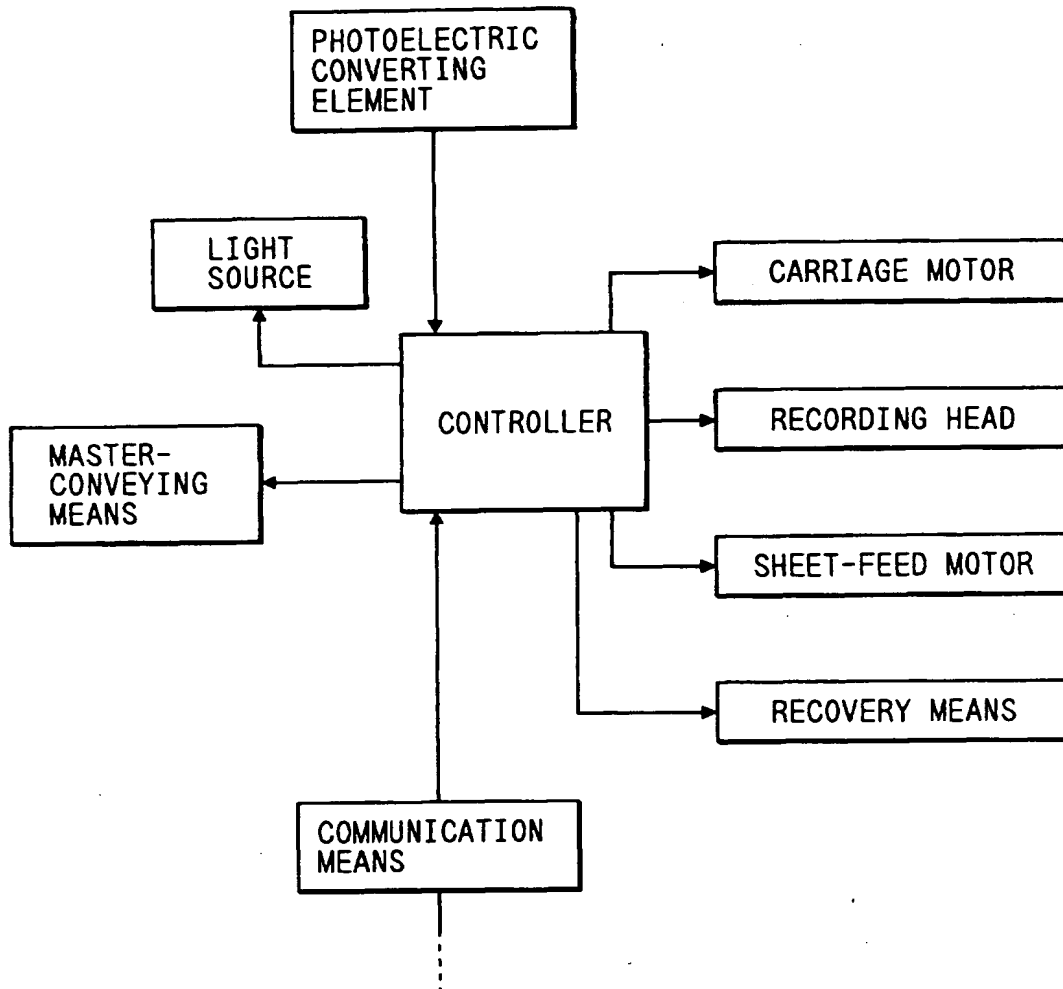 PHOTOELECTRIC
CONVERTING
ELEMENT
LIGHT
SOURCE
CARRIAGE MOTOR
CONTROLLER
RECORDING HEAD
MASTER-
CONVEYING
MEANS
SHEET-FEED MOTOR
RECOVERY MEANS
COMMUNICATION
MEANS